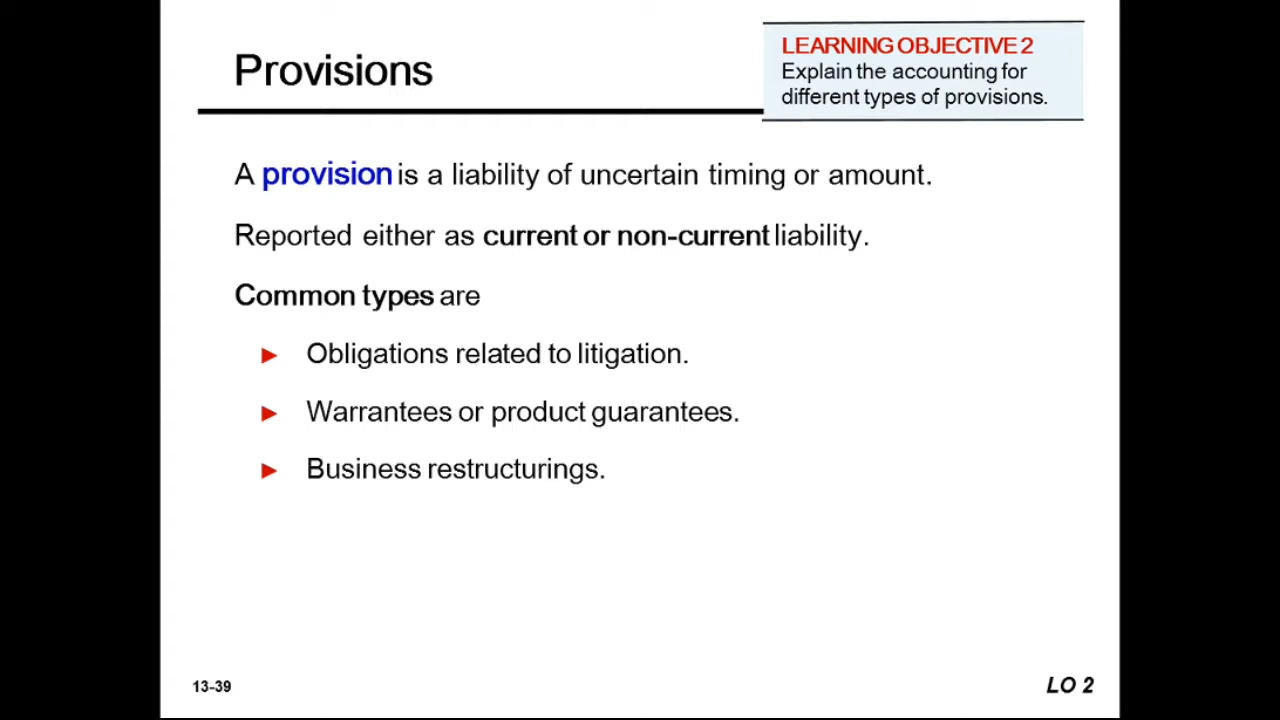 Provisions
LEARNING OBJECTIVE 2
Explain the accounting for
different types of provisions.
A provision is a liability of uncertain timing or amount.
Reported either as current or non-current liability.
Common types are
► Obligations related to litigation.
► Warrantees or product guarantees.
► Business restructurings.
13-39
LO 2